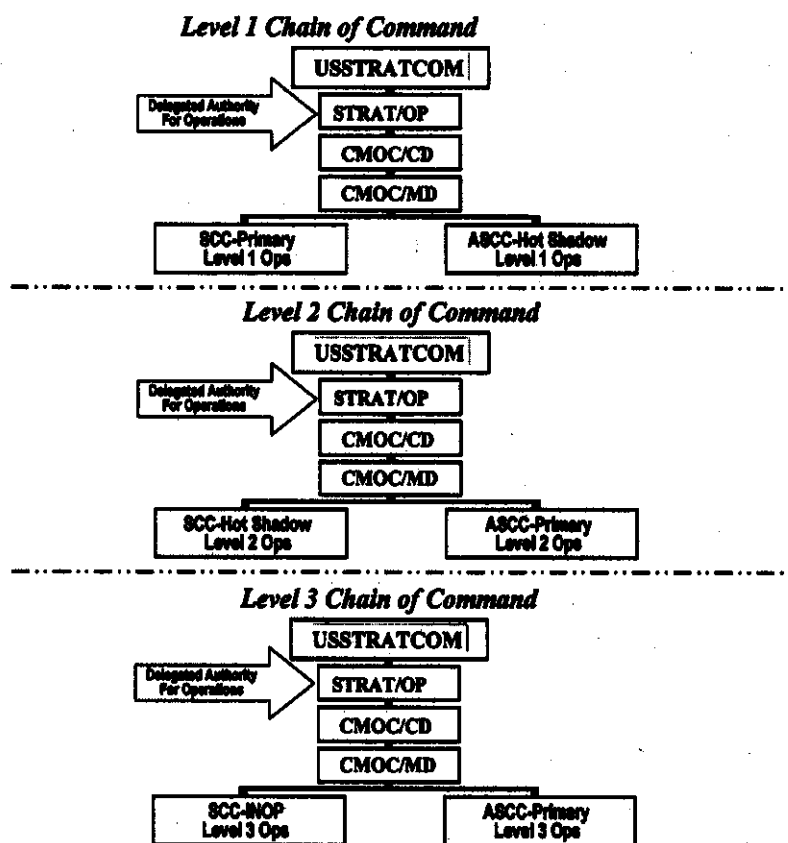 Level 1 Chain of Command
USSTRATCOM
Delegated Authority
For Operations
STRAT/OP
CMOC/CD
CMOC/MD
SCC-Primary
Level 1 Ops
ASCC-Hot Shadow
Level 1 Ops
Level 2 Chain of Command
USSTRATCOM
Delegated Authority
For Operations
STRAT/OP
CMOC/CD
CMOC/MD
SCC-Hot Shadow
Level 2 Ops
ASCC-Primary
Level 2 Ops
Level 3 Chain of Command
USSTRATCOM
Delegated Authority
For Operations
STRAT/OP
CMOC/CD
CMOC/MD
SCC-INOP
Level 3 Ops
ASCC-Primary
Level 3 Ops